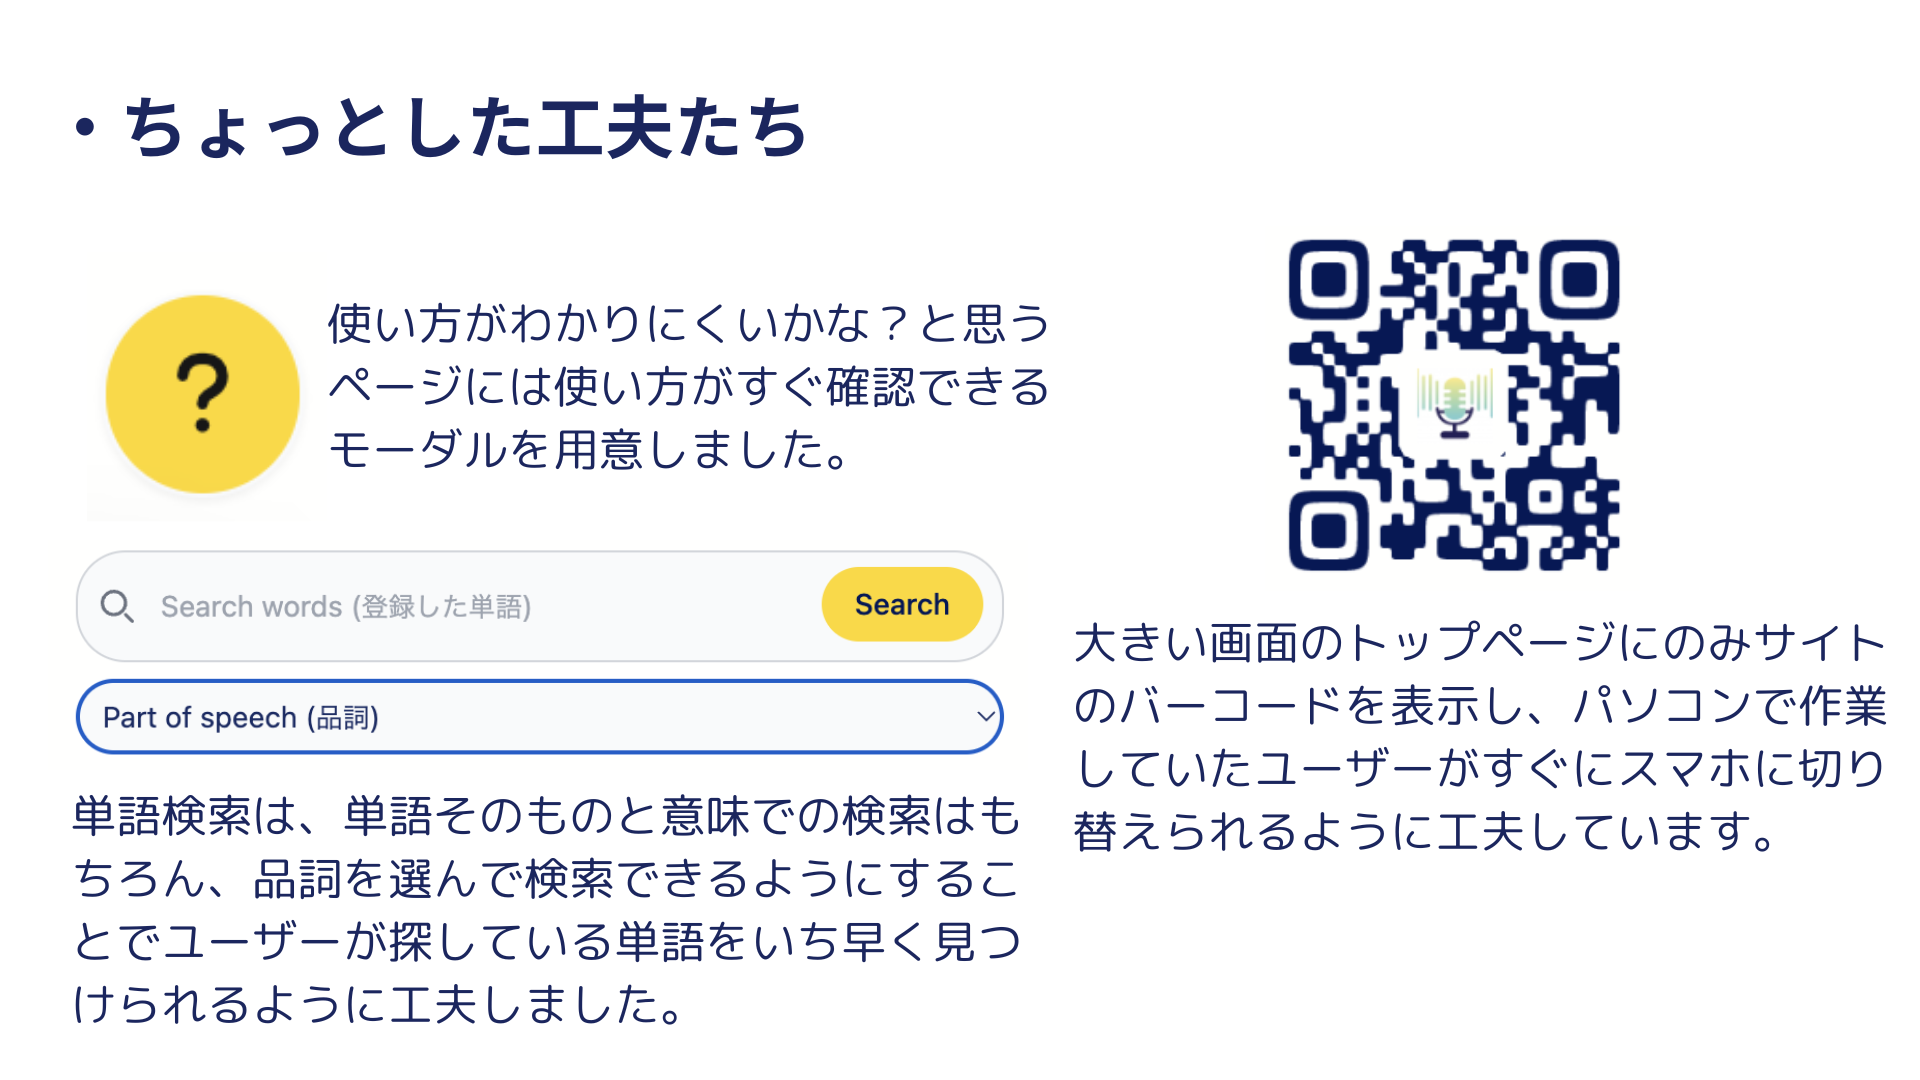 ・ちょっとした工夫たち
?
使い方がわかりにくいかな？と思う
ページには使い方がすぐ確認できる
モーダルを用意しました。
Search words (登録した単語)
Search
Part of speech (品詞)
単語検索は、単語そのものと意味での検索はも
ちろん、品詞を選んで検索できるようにするこ
とでユーザーが探している単語をいち早く見つ
けられるように工夫しました。
大きい画面のトップページにのみサイト
のバーコードを表示し、パソコンで作業
していたユーザーがすぐにスマホに切り
替えられるように工夫しています。